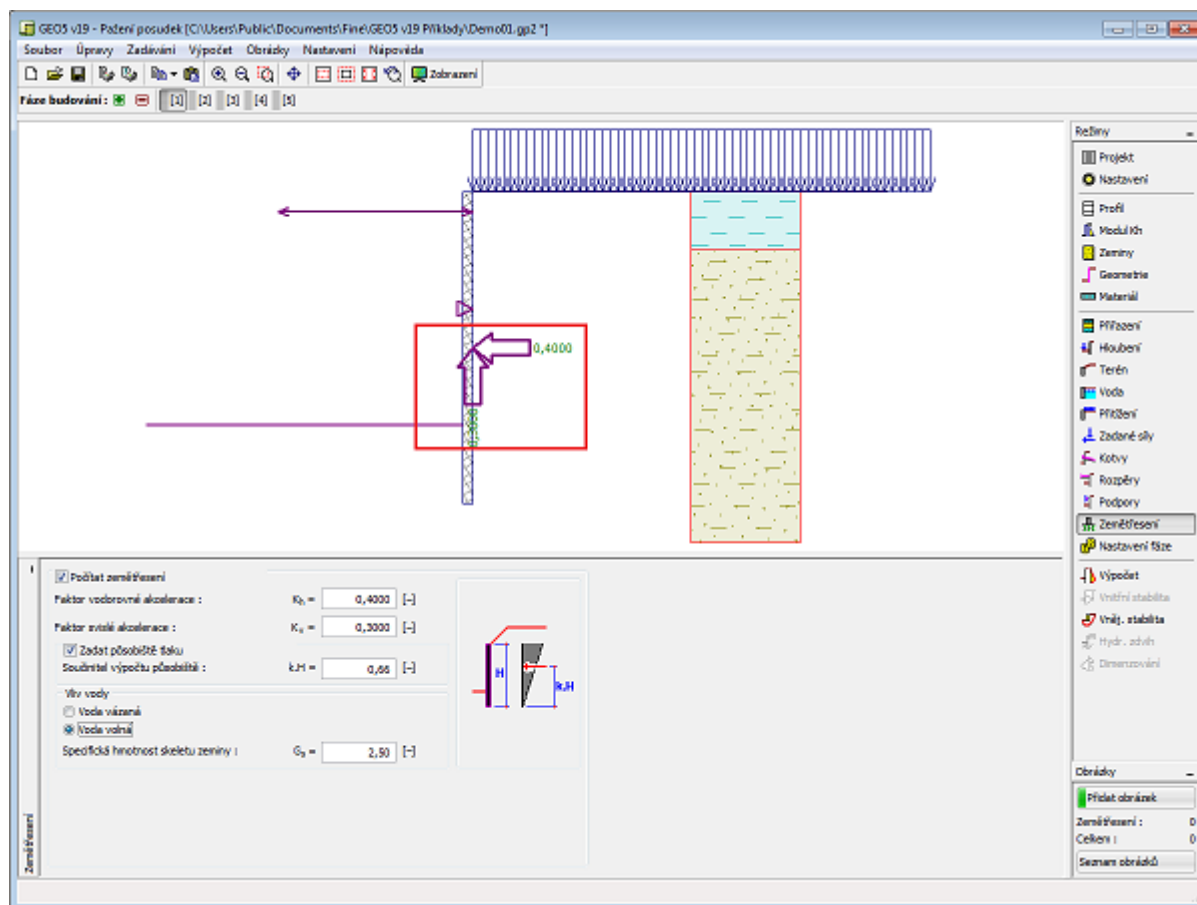 GEO5 v19 - Pažení posudek [C:\Users\Public\Documents\Fine\GEO5 v19 Příklady\Demo01.gp2 *]
Soubor Úpravy Zadávání Výpočet Obrázky Nastavení Nápověda
Zobrazení
Fáze budování : [1] [2] [3] [4] [5]
0,4000
Režimy
Projekt
Nastavení
Profil
Modul Kh
Zeminy
Geometrie
Materiál
Přiřazení
Hloubení
Terén
Voda
Přitížení
Zadané síly
Kotvy
Rozpěry
Podpory
Zemětřesení
Nastavení fáze
Výpočet
Vnitřní stabilita
Vněj. stabilita
Hydr. zdvih
Dimenzování
Počítat zemětřesení
Faktor vodorovné akcelerace : Kh = 0,4000 [-]
Faktor svislé akcelerace : Kv = 0,3000 [-]
Zadat působiště tlaku
Součinitel výpočtu působiště : k.H = 0,66 [-]
Vliv vody
Voda vázaná
Voda volná
Specifická hmotnost skeletu zeminy : Gs = 2,50 [-]
H
k.H
Zemětřesení
Obrázky
Přidat obrázek
Zemětřesení : 0
Celkem : 0
Seznam obrázků